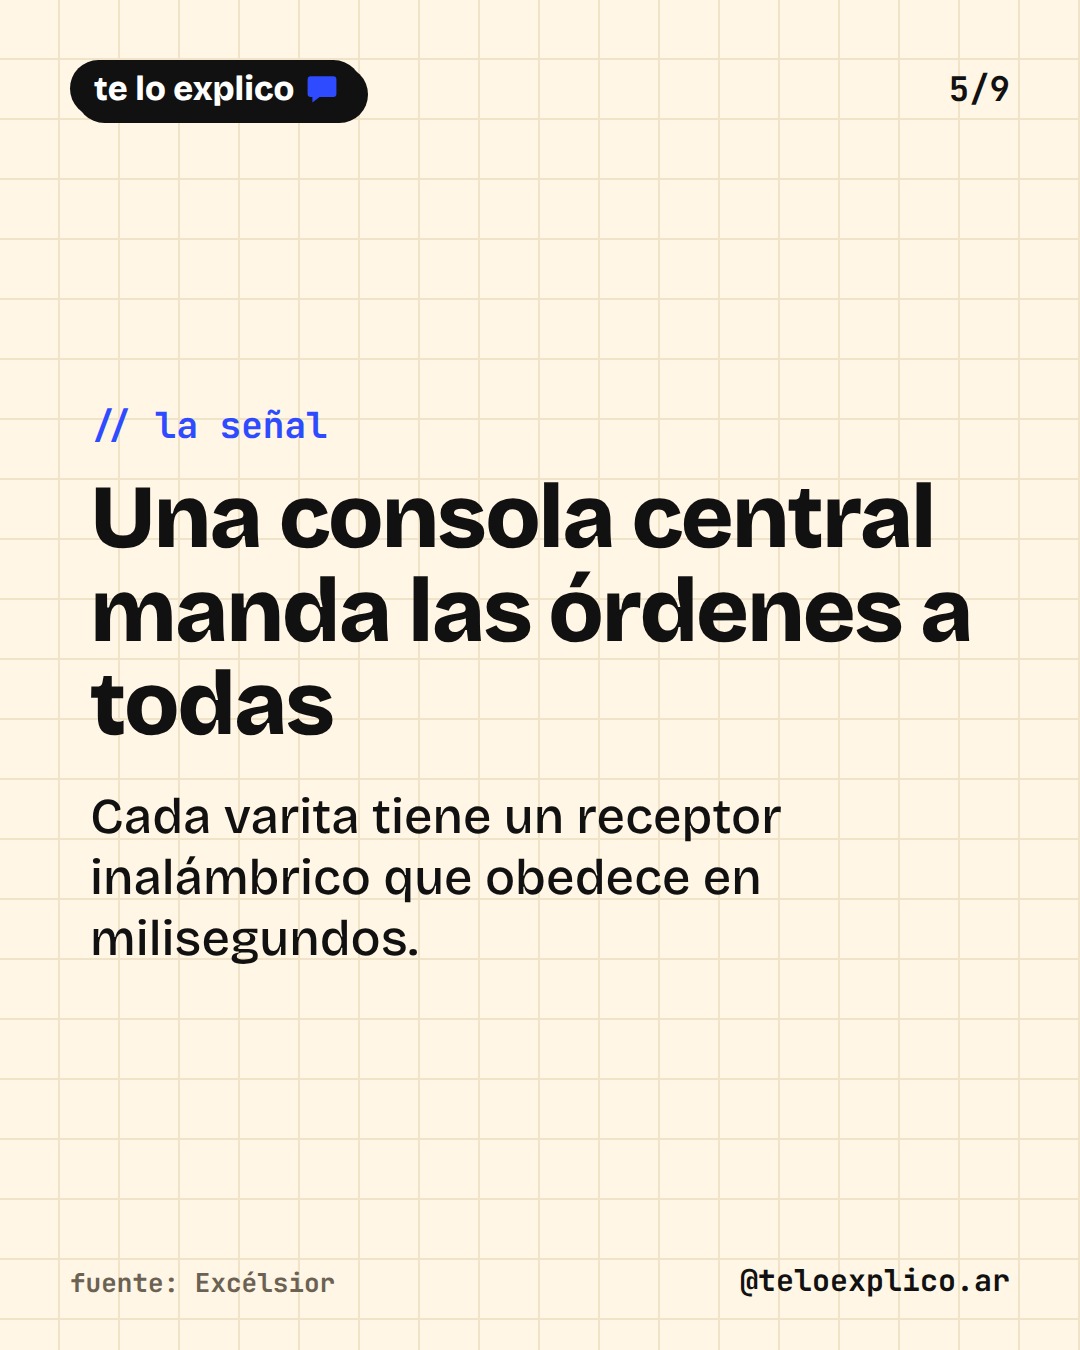 te lo explico
5/9
// la señal
Una consola central
manda las órdenes a
todas
Cada varita tiene un receptor
inalámbrico que obedece en
milisegundos.
fuente: Excélsior
@teloexplico.ar